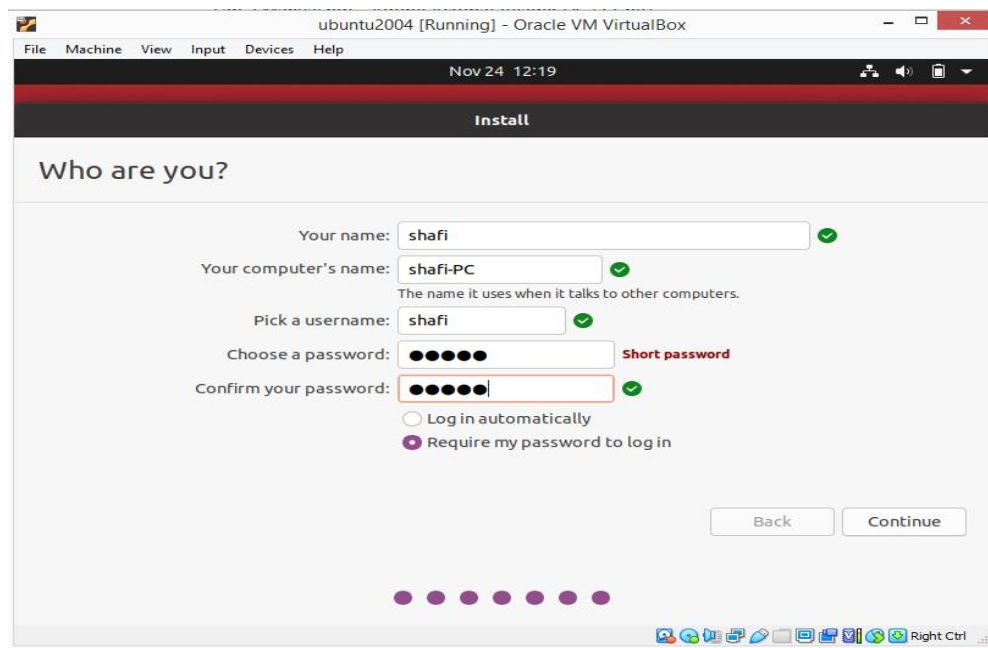 ubuntu2004 [Running] - Oracle VM VirtualBox
File Machine View Input Devices Help
Nov 24 12:19
Install
Who are you?
Your name: shafi
Your computer's name: shafi-PC
The name it uses when it talks to other computers.
Pick a username: shafi
Choose a password: ●●●●● Short password
Confirm your password: ●●●●●
Log in automatically
Require my password to log in
Back Continue
Right Ctrl